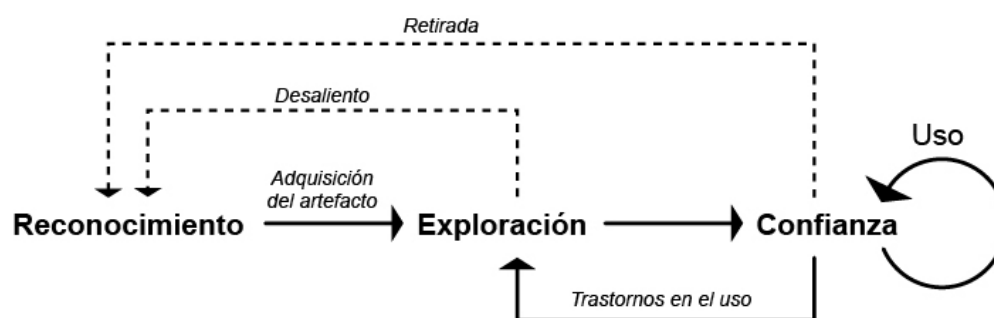 Retirada
Desaliento
Uso
Adquisición
del artefacto
Reconocimiento
Exploración
Confianza
Trastornos en el uso